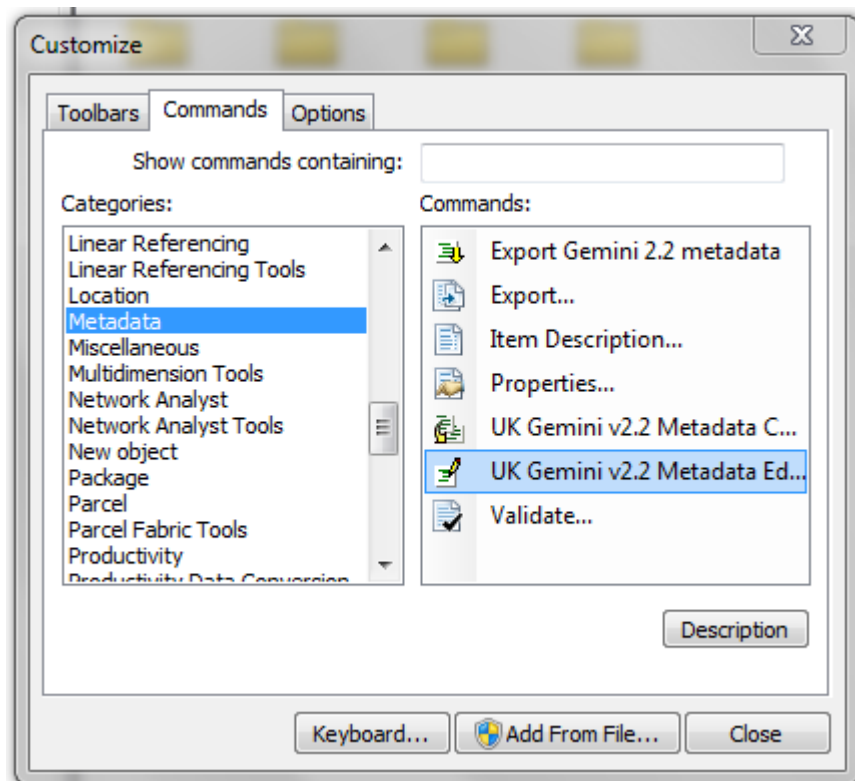 Customize
Toolbars Commands Options
Show commands containing:
Categories:
Linear Referencing
Linear Referencing Tools
Location
Metadata
Miscellaneous
Multidimension Tools
Network Analyst
Network Analyst Tools
New object
Package
Parcel
Parcel Fabric Tools
Productivity
Productivity Data Conversion
Commands:
Export Gemini 2.2 metadata
Export...
Item Description...
Properties...
UK Gemini v2.2 Metadata C...
UK Gemini v2.2 Metadata Ed...
Validate...
Description
Keyboard... Add From File... Close